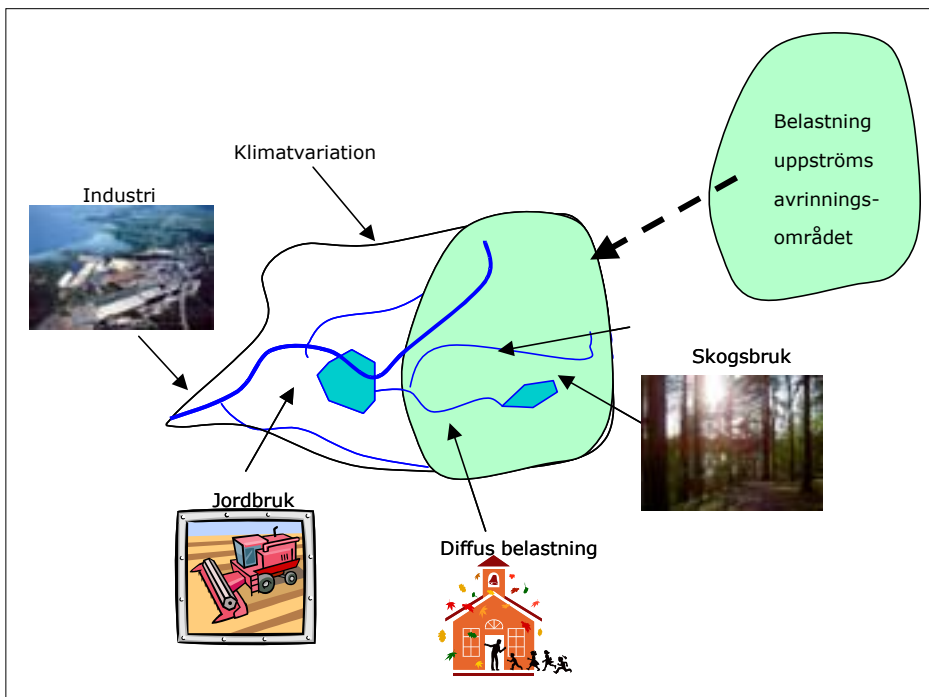 Belastning
uppströms
avrinnings-
området
Klimatvariation
Industri
Skogsbruk
Jordbruk
Diffus belastning